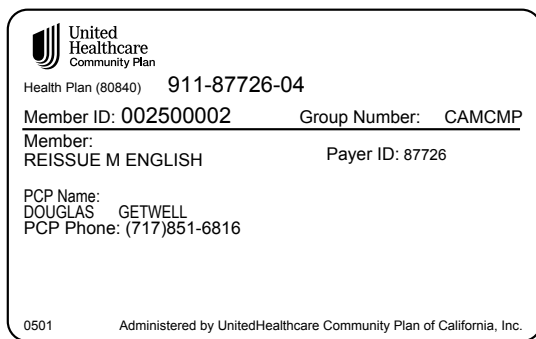 United
Healthcare
Community Plan
Health Plan (80840) 911-87726-04
Member ID: 002500002 Group Number: CAMCMP
Member:
REISSUE M ENGLISH Payer ID: 87726
PCP Name:
DOUGLAS GETWELL
PCP Phone: (717)851-6816
0501 Administered by UnitedHealthcare Community Plan of California, Inc.